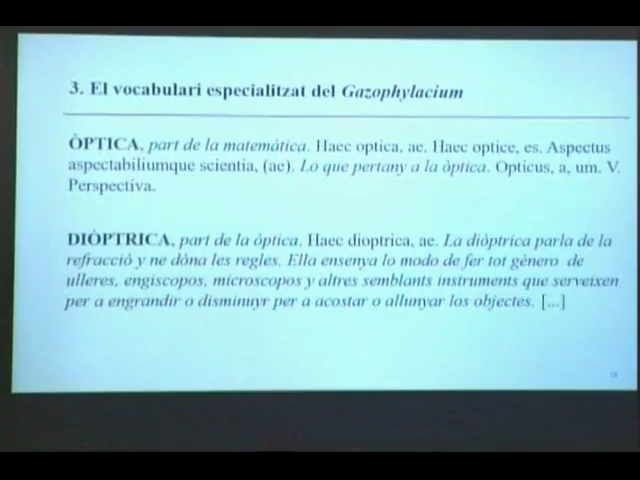 3. El vocabulari especialitzat del Gazophylacium
ÒPTICA, part de la matemàtica. Haec optica, ae. Haec optice, es. Aspectus
aspectabiliumque scientia, (ae). Lo que pertany a la òptica. Opticus, a, um. V.
Perspectiva.
DIÒPTRICA, part de la òptica. Haec dioptrica, ae. La diòptrica parla de la
refracció y ne dóna les regles. Ella ensenya lo modo de fer tot gènero de
ulleres, engiscopos, microscopos y altres semblants instruments que serveixen
per a engrandir o disminuyr per a acostar o allunyar los objectes. [...]